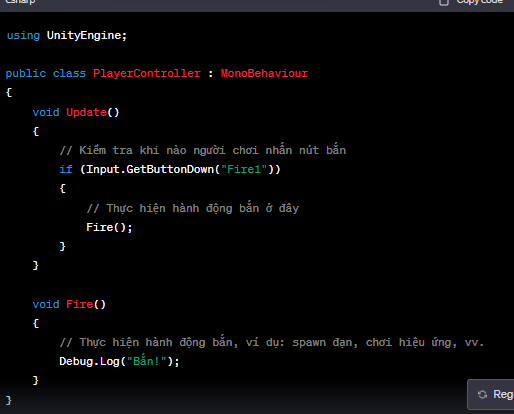 csharp
Copy code
using UnityEngine;
public class PlayerController : MonoBehaviour
{
void Update()
{
// Kiểm tra khi nào người chơi nhấn nút bắn
if (Input.GetButtonDown("Fire1"))
{
// Thực hiện hành động bắn ở đây
Fire();
}
}
void Fire()
{
// Thực hiện hành động bắn, ví dụ: spawn đạn, chơi hiệu ứng, vv.
Debug.Log("Bắn!");
}
}